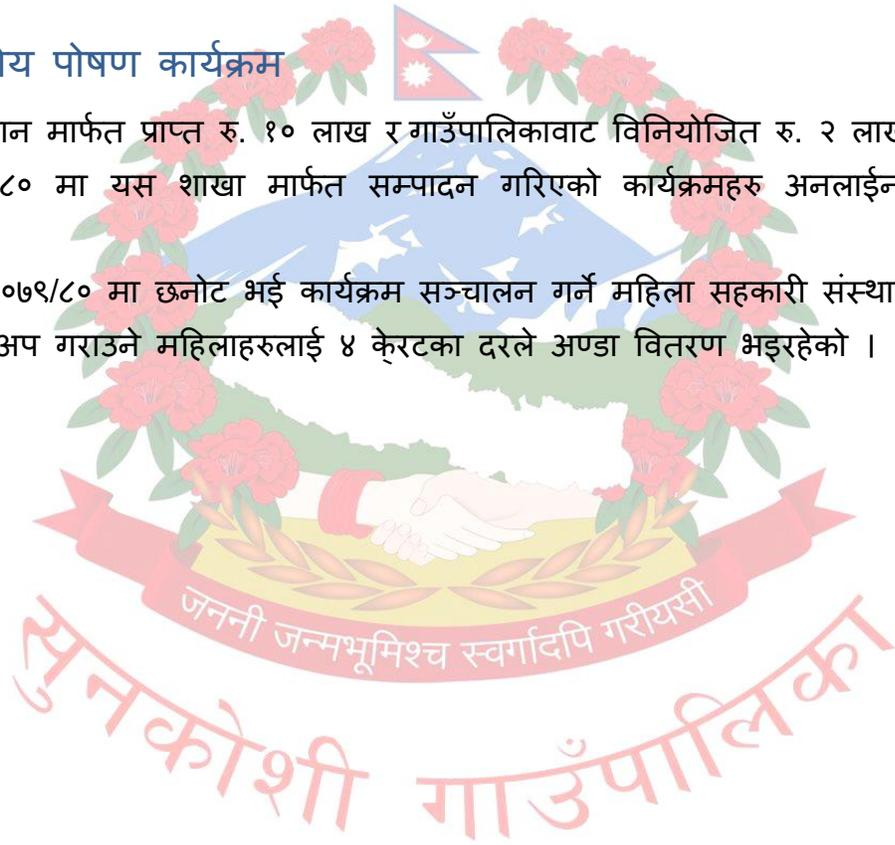 ीय पोषण कार्यक्रम
ान मार्फत प्राप्त रु. १० लाख र गाउँपालिकावाट विनियोजित रु. २ लाख
८० मा यस शाखा मार्फत सम्पादन गरिएको कार्यक्रमहरु अनलाईन
०७९/८० मा छनोट भई कार्यक्रम सञ्चालन गर्ने महिला सहकारी संस्था
अप गराउने महिलाहरुलाई ४ के्रटका दरले अण्डा वितरण भइरहेको ।
जननी जन्मभूमिश्च स्वर्गादपि गरीयसी
सुनकोशी गाउँपालिका